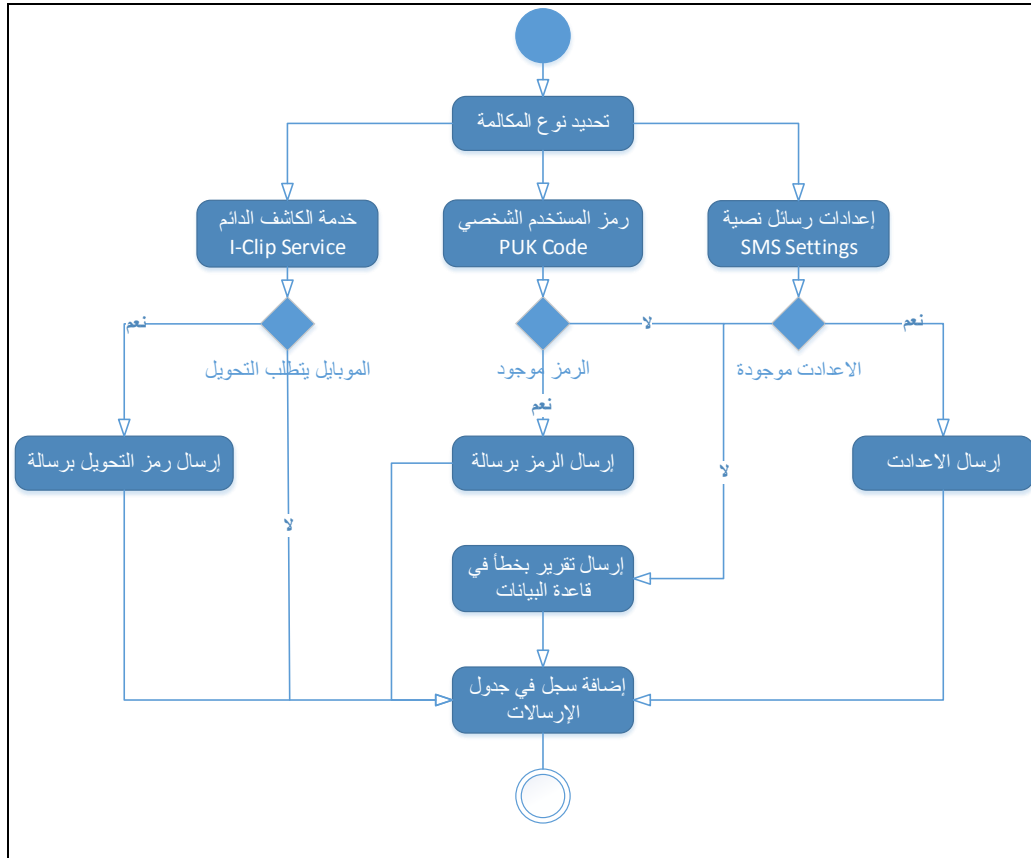 تحديد نوع المكالمة
إعدادات رسائل نصية
SMS Settings
رمز المستخدم الشخصي
PUK Code
خدمة الكاشف الدائم
I-Clip Service
نعم
لا
نعم
الاعدادت موجودة
الرمز موجود
الموبايل يتطلب التحويل
نعم
إرسال الاعدادت
إرسال الرمز برسالة
إرسال رمز التحويل برسالة
لا
لا
إرسال تقرير بخطأ في
قاعدة البيانات
إضافة سجل في جدول
الإرسالات